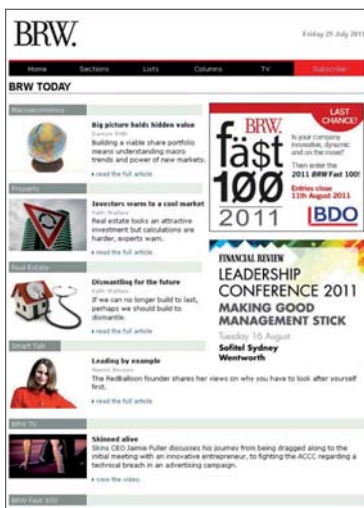 BRW.
Friday 29 July 2011
Home Sections Lists Columns TV Subscribe
BRW TODAY
Macroeconomics
Big picture holds hidden value
Building a viable share portfolio
means understanding macro
trends and power of new markets.
read the full article
Property
Investors warm to a cool market
Kath Walters
Real estate looks an attractive
investment but calculations are
harder, experts warn.
read the full article
Real Estate
Dismantling for the future
Kath Walters
If we can no longer build to last,
perhaps we should build to
dismantle.
read the full article
Smart Talk
Leading by example
Naomi Simson
The RedBalloon founder shares her views on why you have to look after yourself
first.
read the full article
BRW TV
Skinned alive
Skins CEO Jaimie Fuller discusses his journey from being dragged along to the
initial meeting with an innovative entrepreneur, to fighting the ACCC regarding a
technical breach in an advertising campaign.
view the video
BRW Fast 100
LAST
CHANCE!
BRW.
fä$t
100
2011
Is your company
innovative, dynamic
and on the move?
Then enter the
2011 BRW Fast 100!
Entries close
11th August 2011
BDO
FINANCIAL REVIEW
LEADERSHIP
CONFERENCE 2011
MAKING GOOD
MANAGEMENT STICK
Tuesday 16 August
Sofitel Sydney
Wentworth